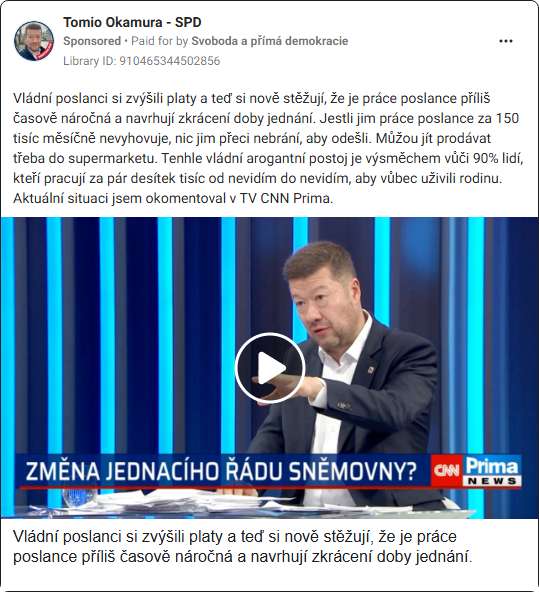 Tomio Okamura - SPD
Sponsored • Paid for by Svoboda a přímá demokracie
Library ID: 910465344502856
Vládní poslanci si zvýšili platy a teď si nově stěžují, že je práce poslance příliš
časově náročná a navrhují zkrácení doby jednání. Jestli jim práce poslance za 150
tisíc měsíčně nevyhovuje, nic jim přeci nebrání, aby odešli. Můžou jít prodávat
třeba do supermarketu. Tenhle vládní arogantní postoj je výsměchem vůči 90% lidí,
kteří pracují za pár desítek tisíc od nevidím do nevidím, aby vůbec uživili rodinu.
Aktuální situaci jsem okomentoval v TV CNN Prima.
ZMĚNA JEDNACÍHO ŘÁDU SNĚMOVNY?
CNN Prima
NEWS
Vládní poslanci si zvýšili platy a teď si nově stěžují, že je práce
poslance příliš časově náročná a navrhují zkrácení doby jednání.